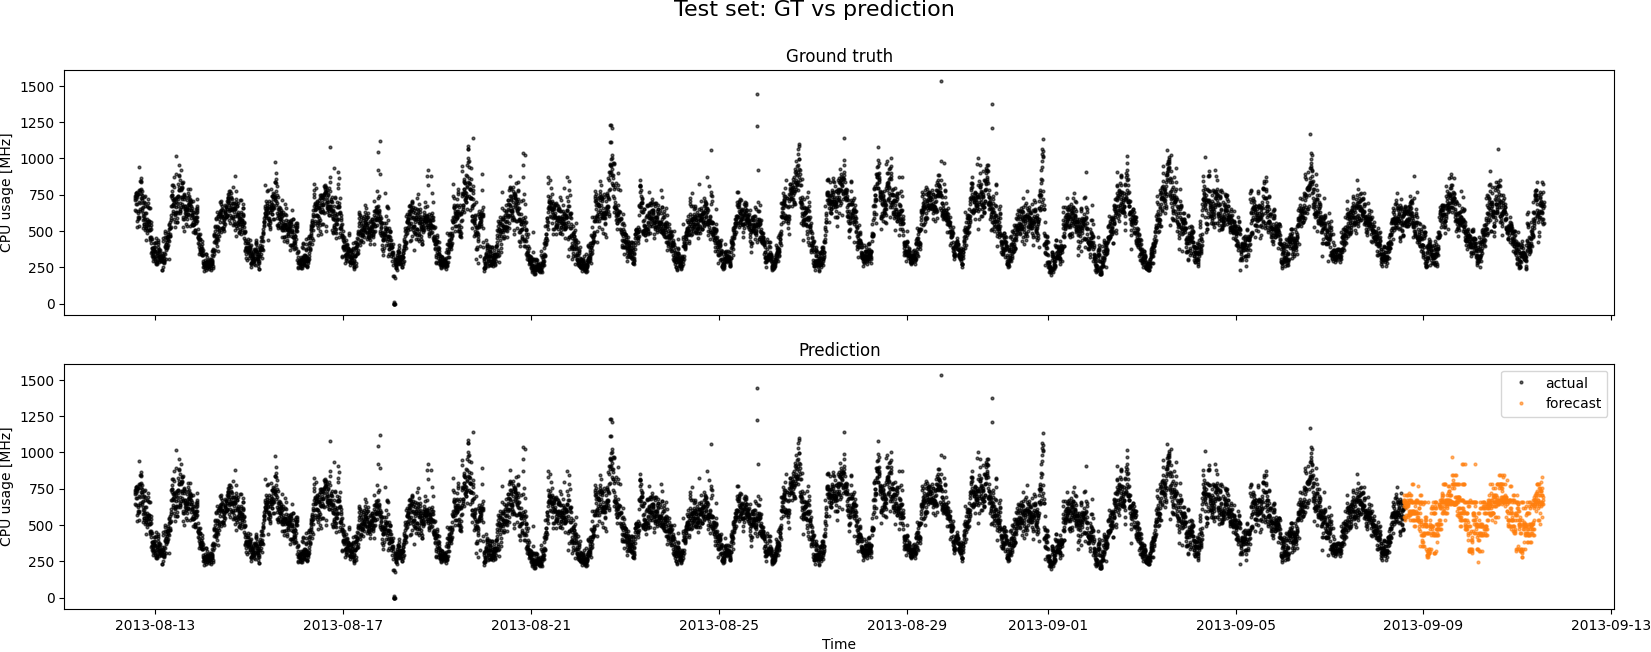 Test set: GT vs prediction
Ground truth
CPU usage [MHz]
1500
1250
1000
750
500
250
0
Prediction
CPU usage [MHz]
1500
1250
1000
750
500
250
0
actual
forecast
2013-08-13 2013-08-17 2013-08-21 2013-08-25 2013-08-29 2013-09-01 2013-09-05 2013-09-09 2013-09-13
Time